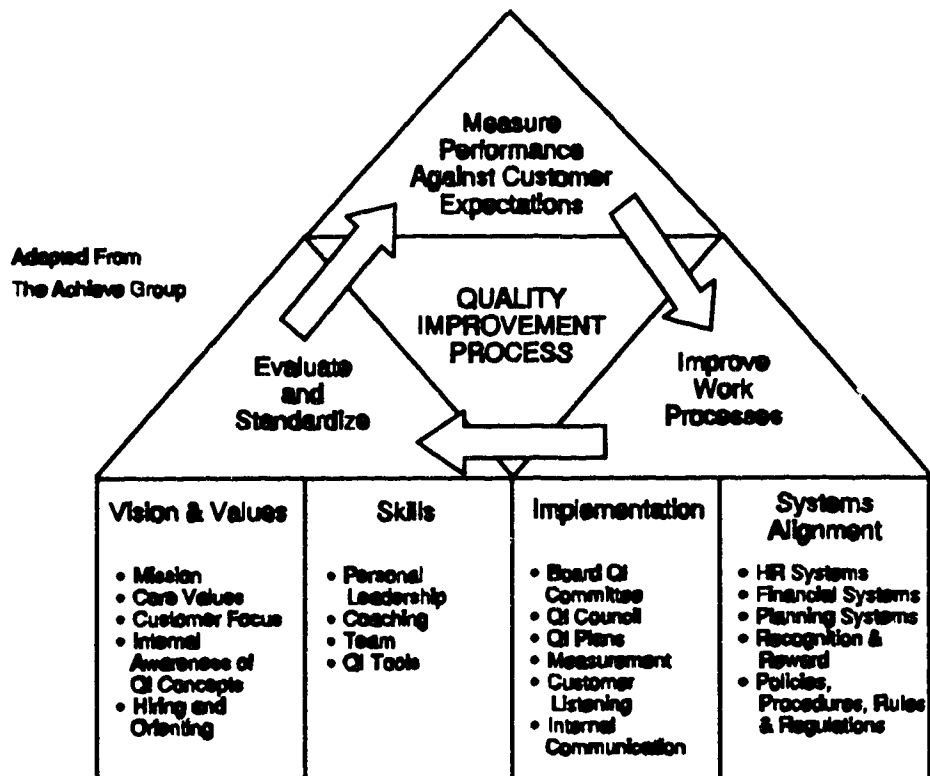 Measure
Performance
Against Customer
Expectations
Adapted From
The Achieve Group
QUALITY
IMPROVEMENT
PROCESS
Evaluate
and
Standardize
Improve
Work
Processes
Vision & Values
• Mission
• Core Values
• Customer Focus
• Internal
Awareness of
QI Concepts
• Hiring and
Orienting
Skills
• Personal
Leadership
• Coaching
• Team
• QI Tools
Implementation
• Board QI
Committee
• QI Council
• QI Plans
• Measurement
• Customer
Listening
• Internal
Communication
Systems
Alignment
• HR Systems
• Financial Systems
• Planning Systems
• Recognition &
Reward
• Policies,
Procedures, Rules
& Regulations